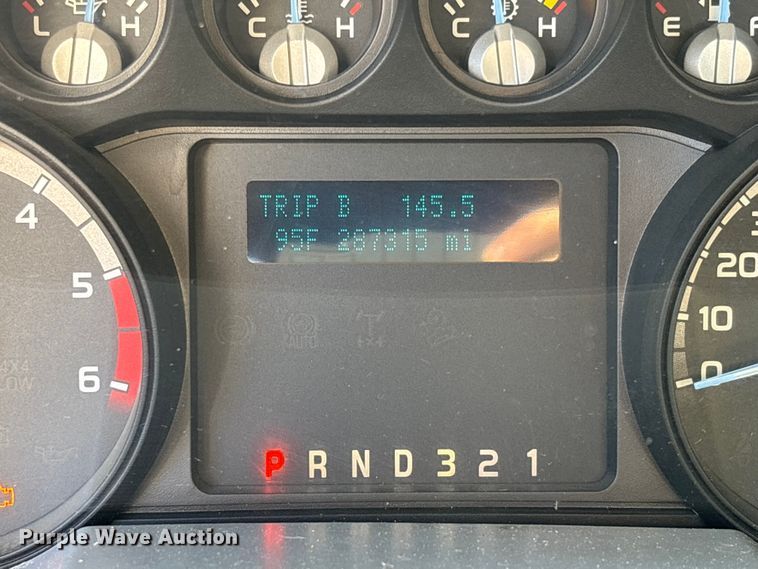 L H
C H
C H
E F
4
5
6
4X4
LOW
TRIP B 145.5
95F 287315 mi
AUTO
4x4
20
10
0
P R N D 3 2 1
Purple Wave Auction